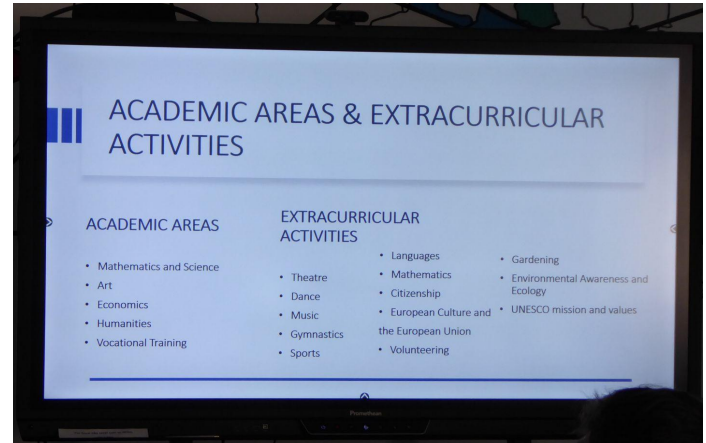 ACADEMIC AREAS & EXTRACURRICULAR
ACTIVITIES
ACADEMIC AREAS
• Mathematics and Science
• Art
• Economics
• Humanities
• Vocational Training
EXTRACURRICULAR
ACTIVITIES
• Theatre
• Dance
• Music
• Gymnastics
• Sports
• Languages
• Mathematics
• Citizenship
• European Culture and
the European Union
• Volunteering
• Gardening
• Environmental Awareness and
Ecology
• UNESCO mission and values
Promethean